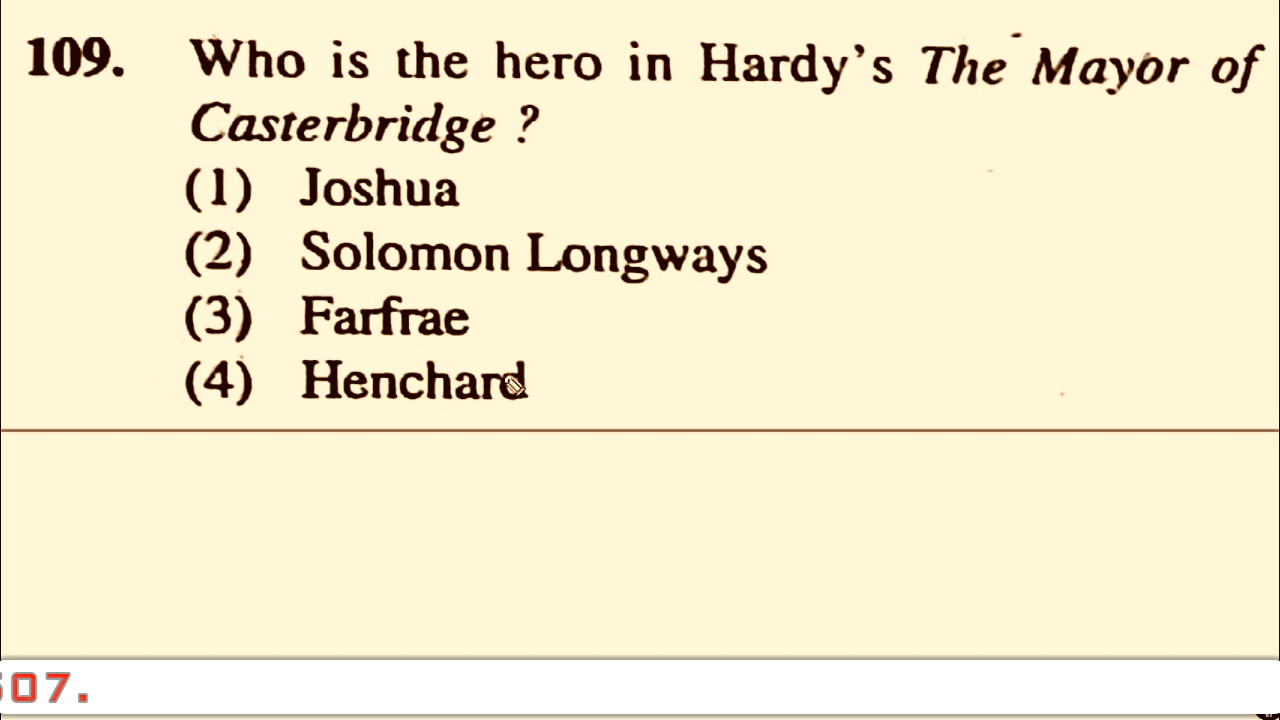 109. Who is the hero in Hardy's The Mayor of
Casterbridge ?
(1) Joshua
(2) Solomon Longways
(3) Farfrae
(4) Henchard
07.